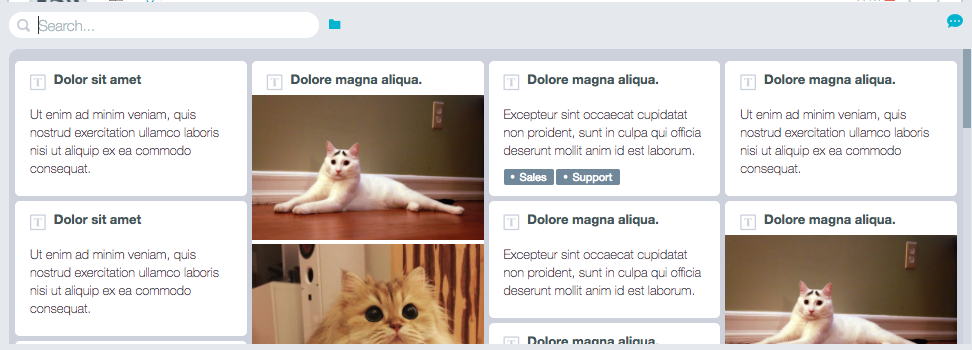 Search...
Dolor sit amet
Ut enim ad minim veniam, quis
nostrud exercitation ullamco laboris
nisi ut aliquip ex ea commodo
consequat.
Dolor sit amet
Ut enim ad minim veniam, quis
nostrud exercitation ullamco laboris
nisi ut aliquip ex ea commodo
consequat.
Dolore magna aliqua.
Dolore magna aliqua.
Excepteur sint occaecat cupidatat
non proident, sunt in culpa qui officia
deserunt mollit anim id est laborum.
• Sales • Support
Dolore magna aliqua.
Excepteur sint occaecat cupidatat
non proident, sunt in culpa qui officia
deserunt mollit anim id est laborum.
Dolore magna aliqua.
Dolore magna aliqua.
Ut enim ad minim veniam, quis
nostrud exercitation ullamco laboris
nisi ut aliquip ex ea commodo
consequat.
Dolore magna aliqua.